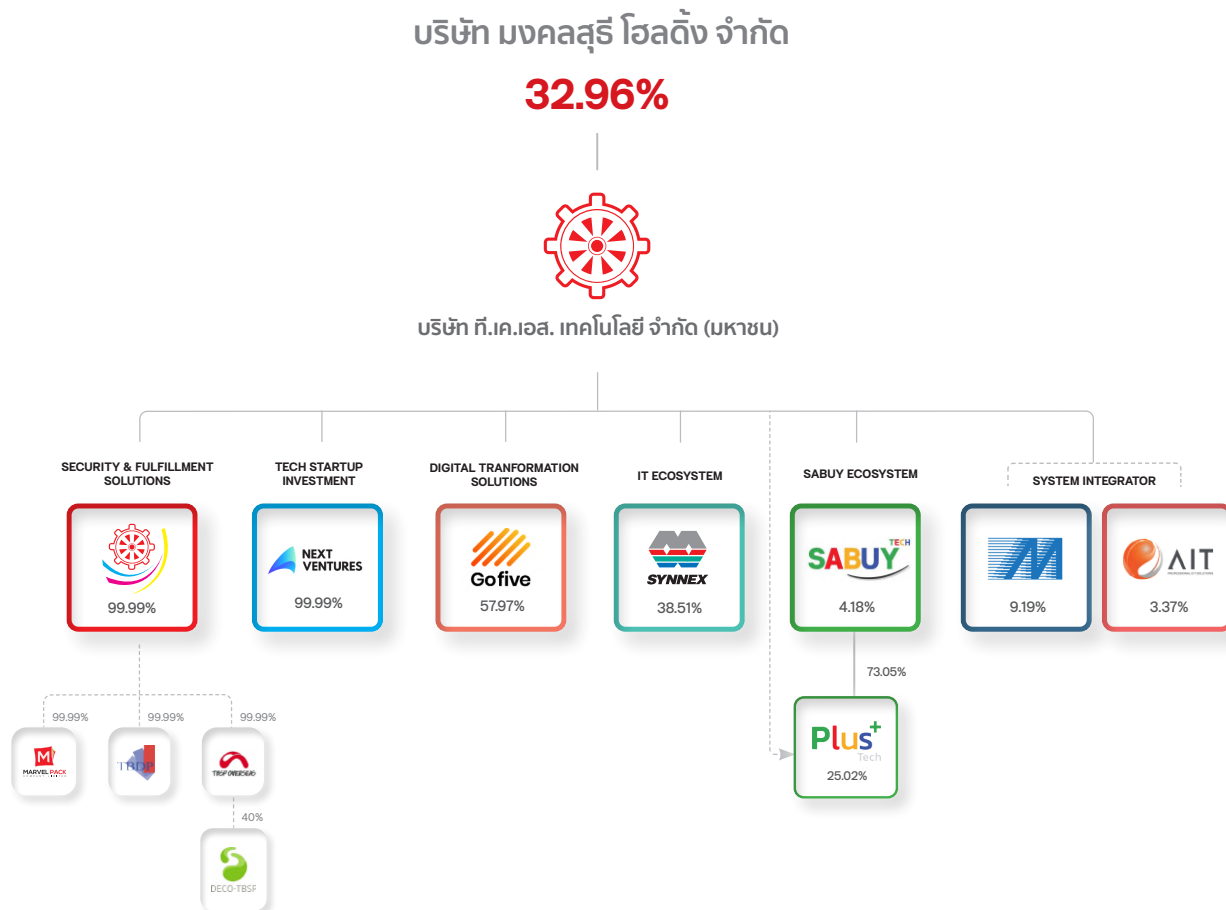 บริษัท มงคลสุธี โฮลดิ้ง จำกัด
32.96%
บริษัท ที.เค.เอส. เทคโนโลยี จำกัด (มหาชน)
SECURITY & FULFILLMENT
SOLUTIONS
TECH STARTUP
INVESTMENT
DIGITAL TRANFORMATION
SOLUTIONS
IT ECOSYSTEM
SABUY ECOSYSTEM
SYSTEM INTEGRATOR
99.99%
NEXT
VENTURES
99.99%
Gofive
57.97%
SYNNEX
38.51%
SABUY TECH
4.18%
M
9.19%
AIT
3.37%
73.05%
99.99%
99.99%
99.99%
M
MARVEL PACK
TBDP
TBSP OVERSEAS
Plus+
Tech
25.02%
40%
DECO-TBSP